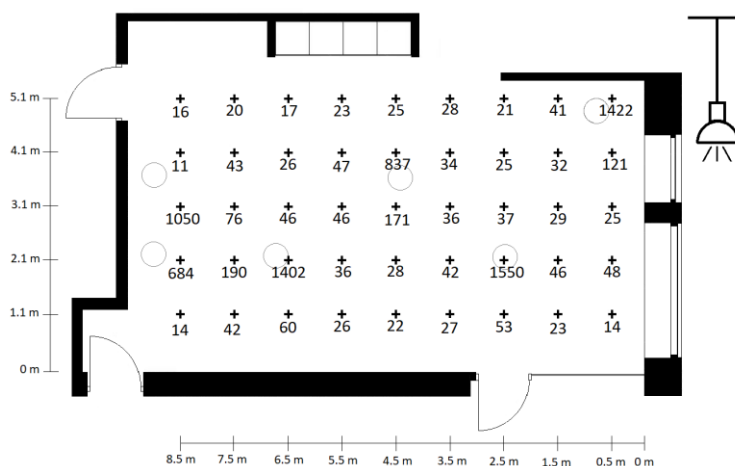 5.1 m 16 20 17 23 25 28 21 41 1422
4.1 m 11 43 26 47 837 34 25 32 121
3.1 m 1050 76 46 46 171 36 37 29 25
2.1 m 684 190 1402 36 28 42 1550 46 48
1.1 m 14 42 60 26 22 27 53 23 14
0 m
8.5 m 7.5 m 6.5 m 5.5 m 4.5 m 3.5 m 2.5 m 1.5 m 0.5 m 0 m